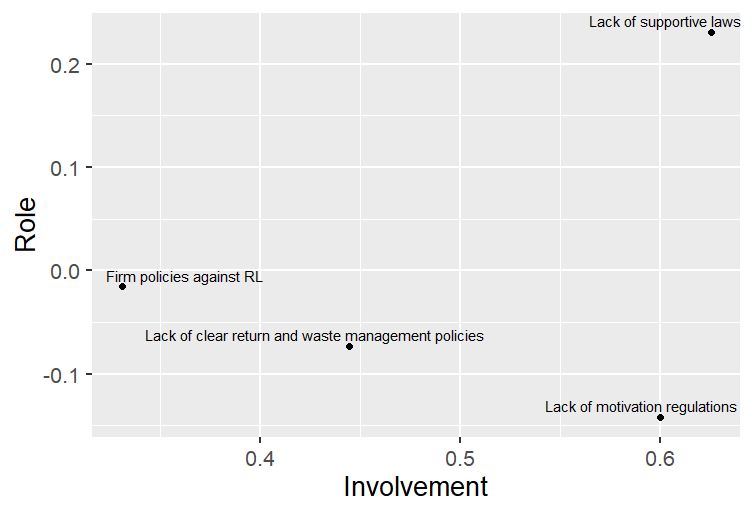 Lack of supportive laws
0.2
0.1
Role
0.0
Firm policies against RL
Lack of clear return and waste management policies
-0.1
Lack of motivation regulations
0.4
0.5
0.6
Involvement